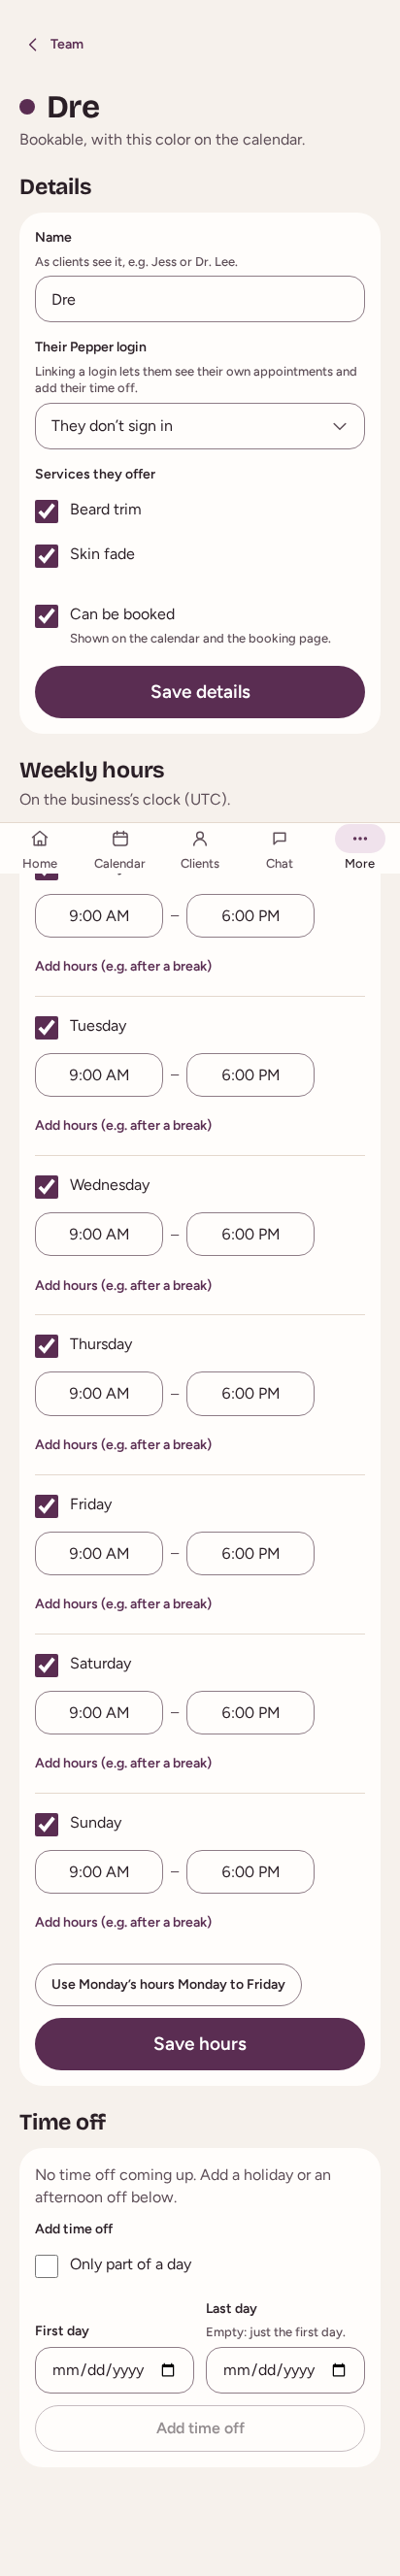 Team
Dre
Bookable, with this color on the calendar.
Details
Name
As clients see it, e.g. Jess or Dr. Lee.
Dre
Their Pepper login
Linking a login lets them see their own appointments and
add their time off.
They don’t sign in
Services they offer
Beard trim
Skin fade
Can be booked
Shown on the calendar and the booking page.
Save details
Weekly hours
On the business’s clock (UTC).
Home Calendar Clients Chat More
9:00 AM – 6:00 PM
Add hours (e.g. after a break)
Tuesday
9:00 AM – 6:00 PM
Add hours (e.g. after a break)
Wednesday
9:00 AM – 6:00 PM
Add hours (e.g. after a break)
Thursday
9:00 AM – 6:00 PM
Add hours (e.g. after a break)
Friday
9:00 AM – 6:00 PM
Add hours (e.g. after a break)
Saturday
9:00 AM – 6:00 PM
Add hours (e.g. after a break)
Sunday
9:00 AM – 6:00 PM
Add hours (e.g. after a break)
Use Monday’s hours Monday to Friday
Save hours
Time off
No time off coming up. Add a holiday or an
afternoon off below.
Add time off
Only part of a day
First day
Last day
Empty: just the first day.
mm/dd/yyyy mm/dd/yyyy
Add time off